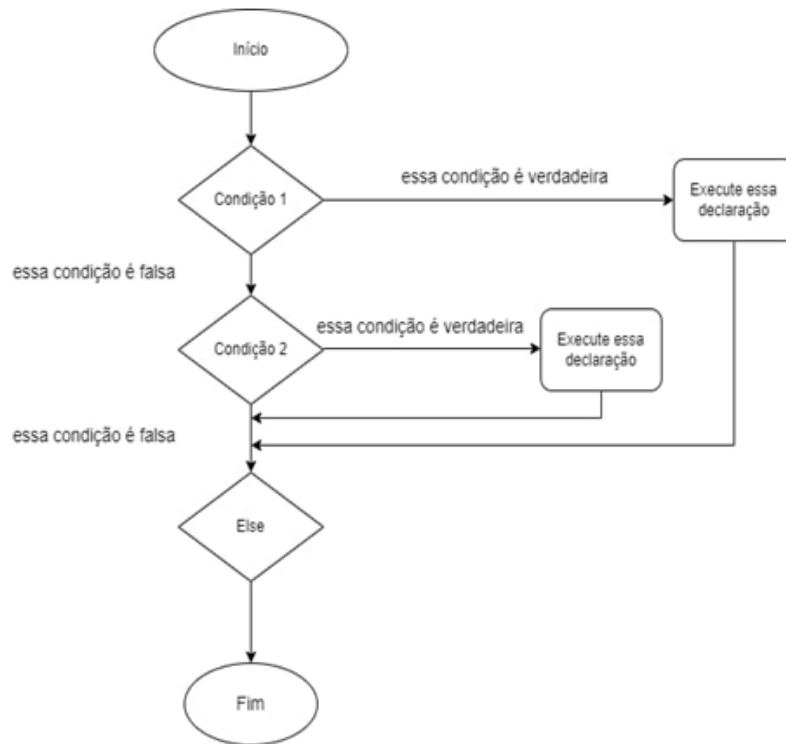 Início
Condição 1
essa condição é verdadeira
Execute essa
declaração
essa condição é falsa
Condição 2
essa condição é verdadeira
Execute essa
declaração
essa condição é falsa
Else
Fim